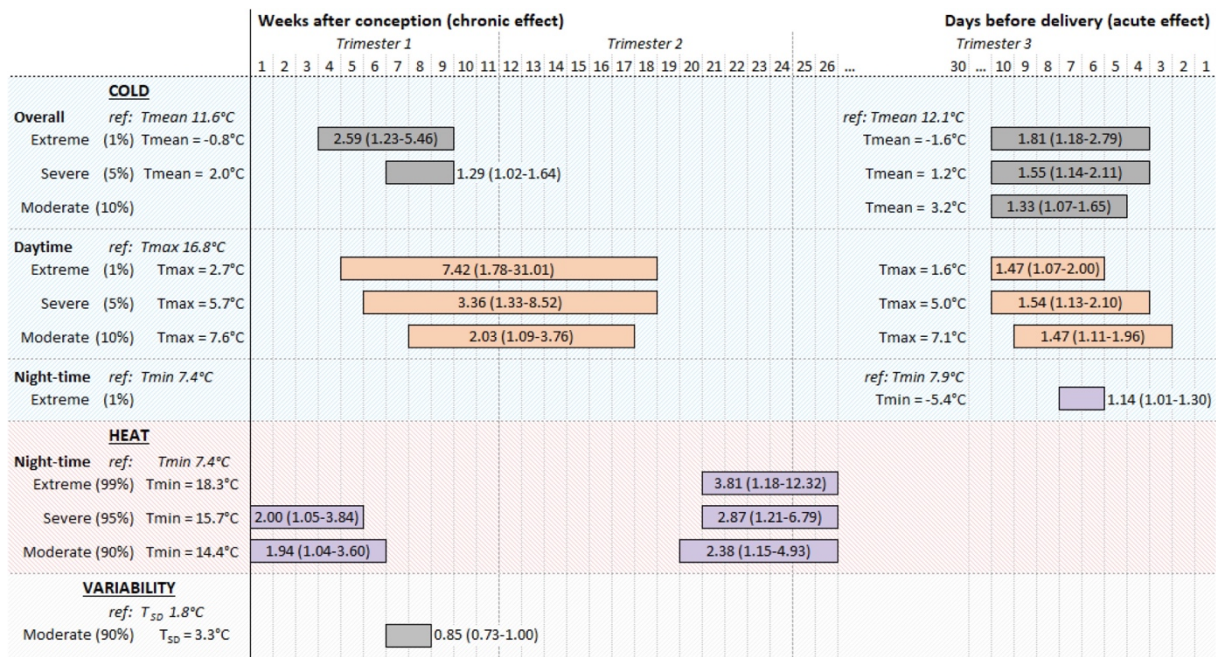 Weeks after conception (chronic effect) Days before delivery (acute effect)
Trimester 1 Trimester 2 Trimester 3
1 2 3 4 5 6 7 8 9 10 11 12 13 14 15 16 17 18 19 20 21 22 23 24 25 26 ... 30 ... 10 9 8 7 6 5 4 3 2 1
COLD
Overall ref: Tmean 11.6°C ref: Tmean 12.1°C
Extreme (1%) Tmean = -0.8°C 2.59 (1.23-5.46) Tmean = -1.6°C 1.81 (1.18-2.79)
Severe (5%) Tmean = 2.0°C 1.29 (1.02-1.64) Tmean = 1.2°C 1.55 (1.14-2.11)
Moderate (10%) Tmean = 3.2°C 1.33 (1.07-1.65)
Daytime ref: Tmax 16.8°C
Extreme (1%) Tmax = 2.7°C 7.42 (1.78-31.01) Tmax = 1.6°C 1.47 (1.07-2.00)
Severe (5%) Tmax = 5.7°C 3.36 (1.33-8.52) Tmax = 5.0°C 1.54 (1.13-2.10)
Moderate (10%) Tmax = 7.6°C 2.03 (1.09-3.76) Tmax = 7.1°C 1.47 (1.11-1.96)
Night-time ref: Tmin 7.4°C ref: Tmin 7.9°C
Extreme (1%) Tmin = -5.4°C 1.14 (1.01-1.30)
HEAT
Night-time ref: Tmin 7.4°C
Extreme (99%) Tmin = 18.3°C 3.81 (1.18-12.32)
Severe (95%) Tmin = 15.7°C 2.00 (1.05-3.84) 2.87 (1.21-6.79)
Moderate (90%) Tmin = 14.4°C 1.94 (1.04-3.60) 2.38 (1.15-4.93)
VARIABILITY
ref: TSD 1.8°C
Moderate (90%) TSD = 3.3°C 0.85 (0.73-1.00)